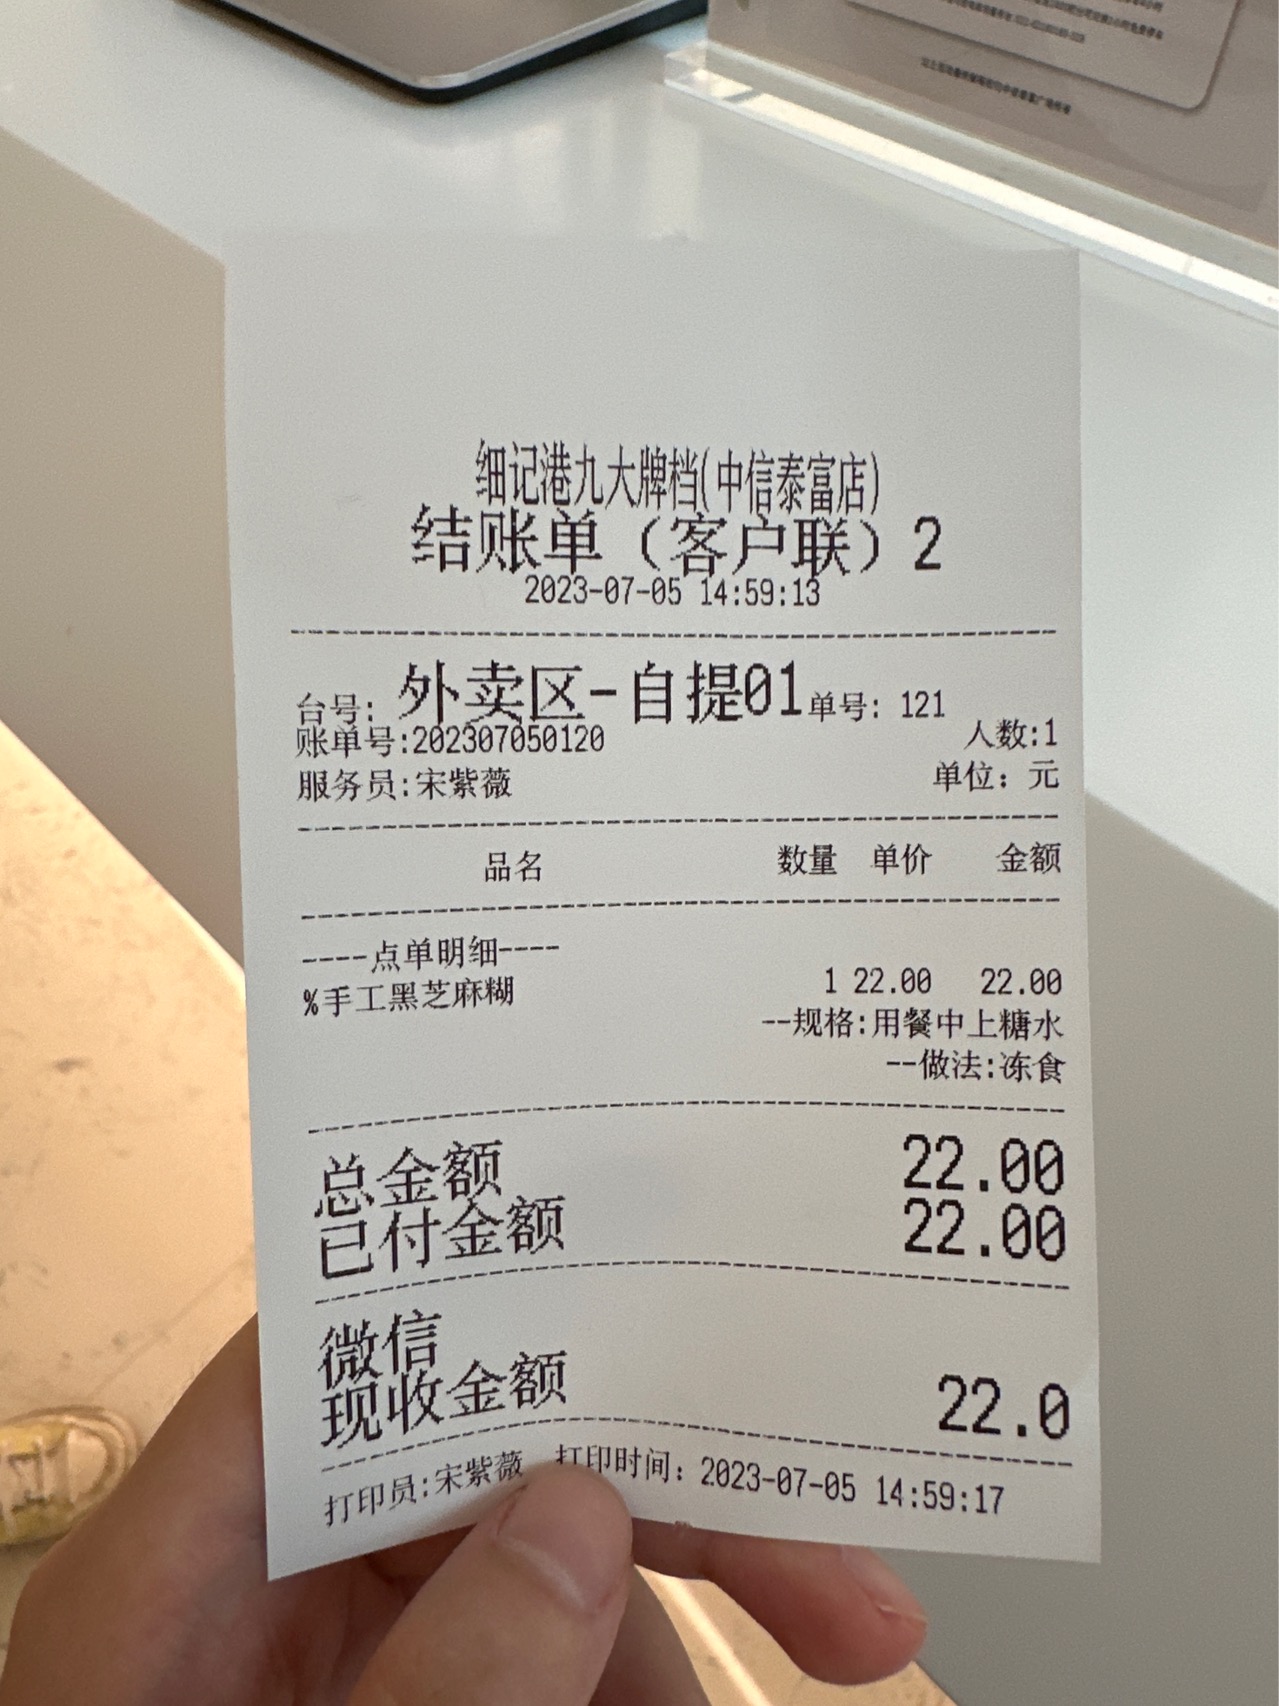 细记港九大牌档(中信泰富店)
结账单（客户联）2
2023-07-05 14:59:13
台号: 外卖区-自提01 单号: 121
账单号:202307050120 人数:1
服务员:宋紫薇 单位: 元
品名 数量 单价 金额
----点单明细----
%手工黑芝麻糊 1 22.00 22.00
--规格:用餐中上糖水
--做法:冻食
总金额 22.00
已付金额 22.00
微信
现收金额 22.0
打印员:宋紫薇 打印时间: 2023-07-05 14:59:17